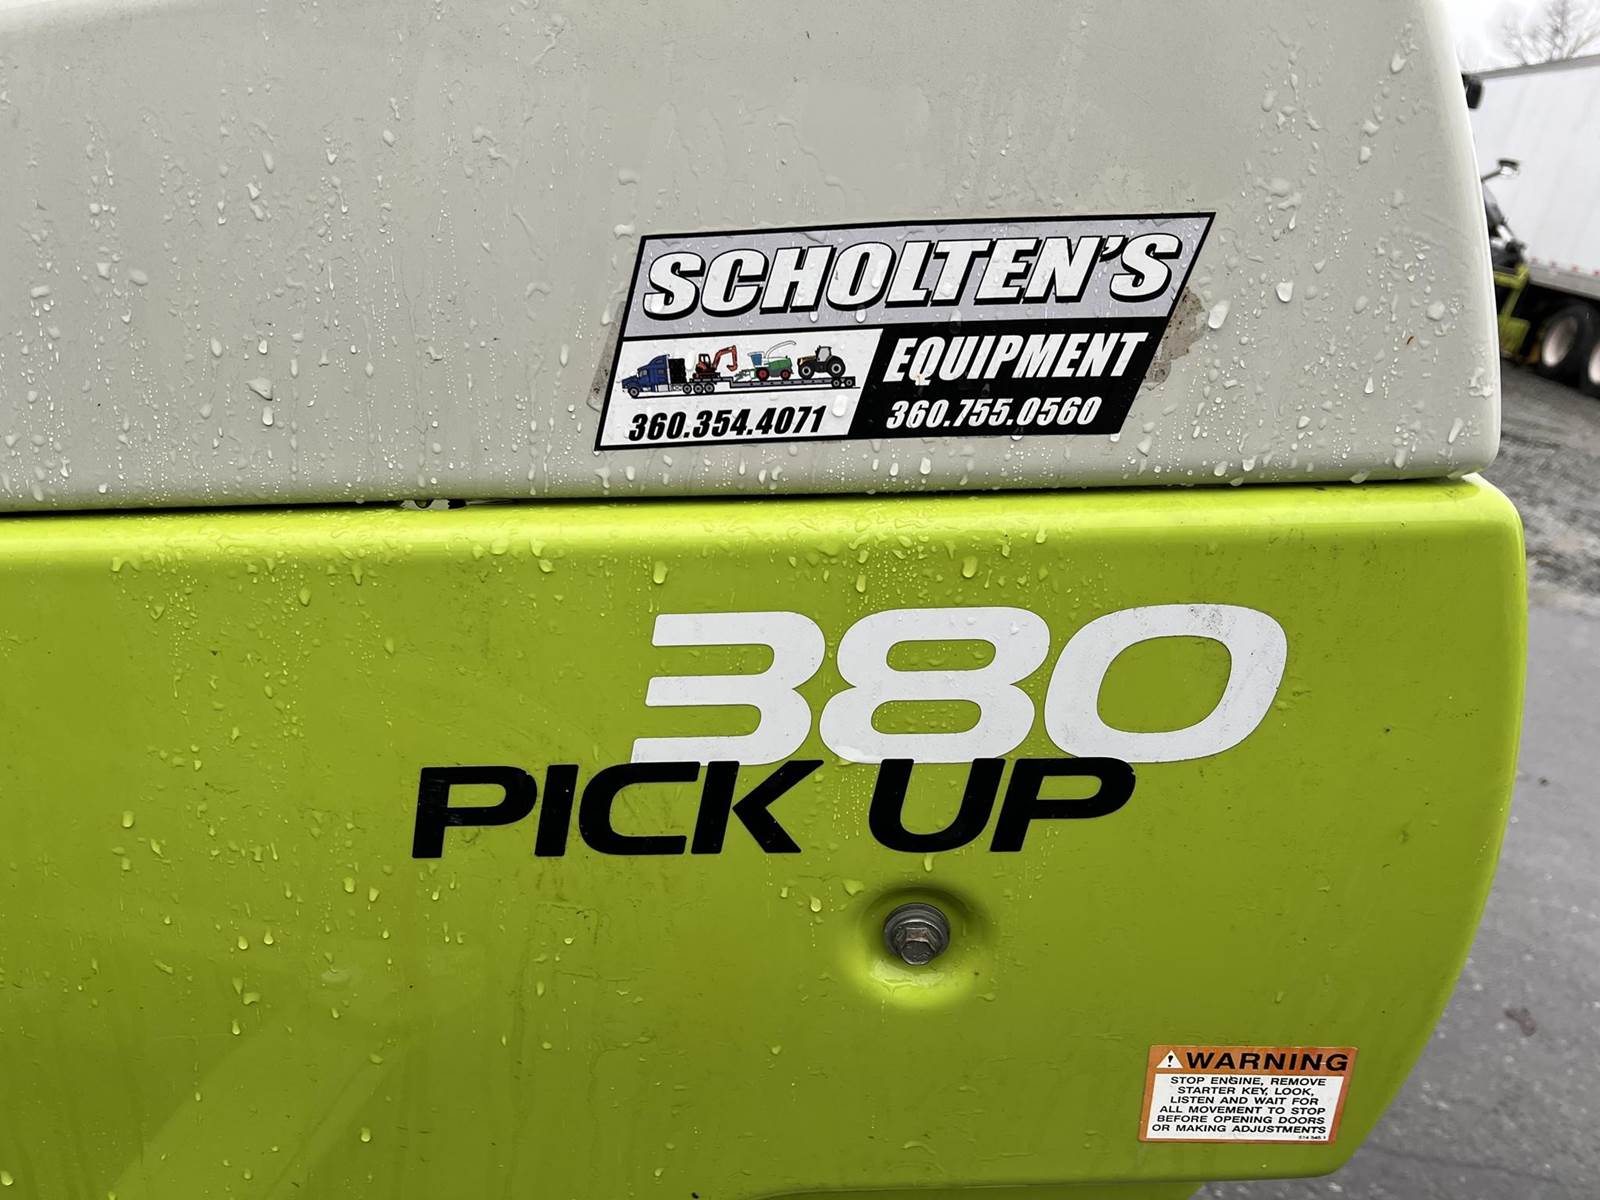 SCHOLTEN'S
EQUIPMENT
360.354.4071
360.755.0560
380
PICK UP
WARNING
STOP ENGINE, REMOVE
STARTER KEY, LOOK,
LISTEN AND WAIT FOR
ALL MOVEMENT TO STOP
BEFORE OPENING DOORS
OR MAKING ADJUSTMENTS